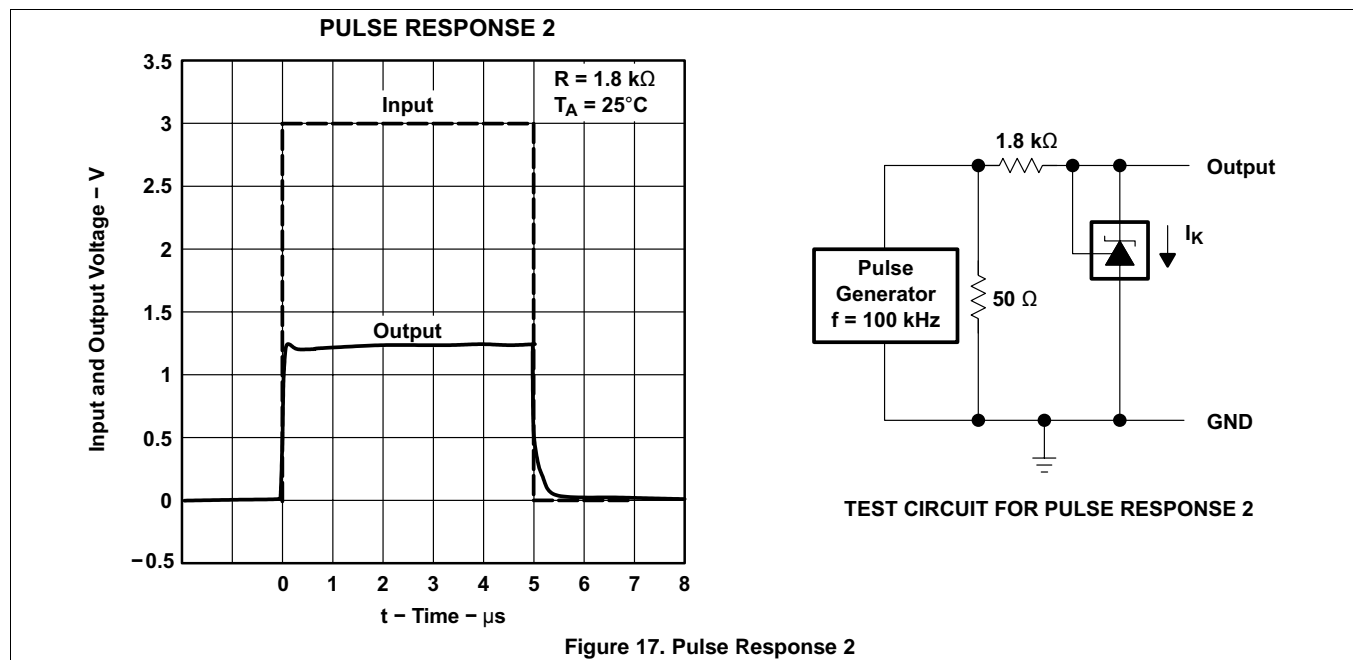 PULSE RESPONSE 2
Input and Output Voltage − V
3.5
3
2.5
2
1.5
1
0.5
0
−0.5
R = 1.8 kΩ
TA = 25°C
Input
Output
0 1 2 3 4 5 6 7 8
t − Time − μs
1.8 kΩ
Output
IK
Pulse
Generator
f = 100 kHz
50 Ω
GND
TEST CIRCUIT FOR PULSE RESPONSE 2
Figure 17. Pulse Response 2